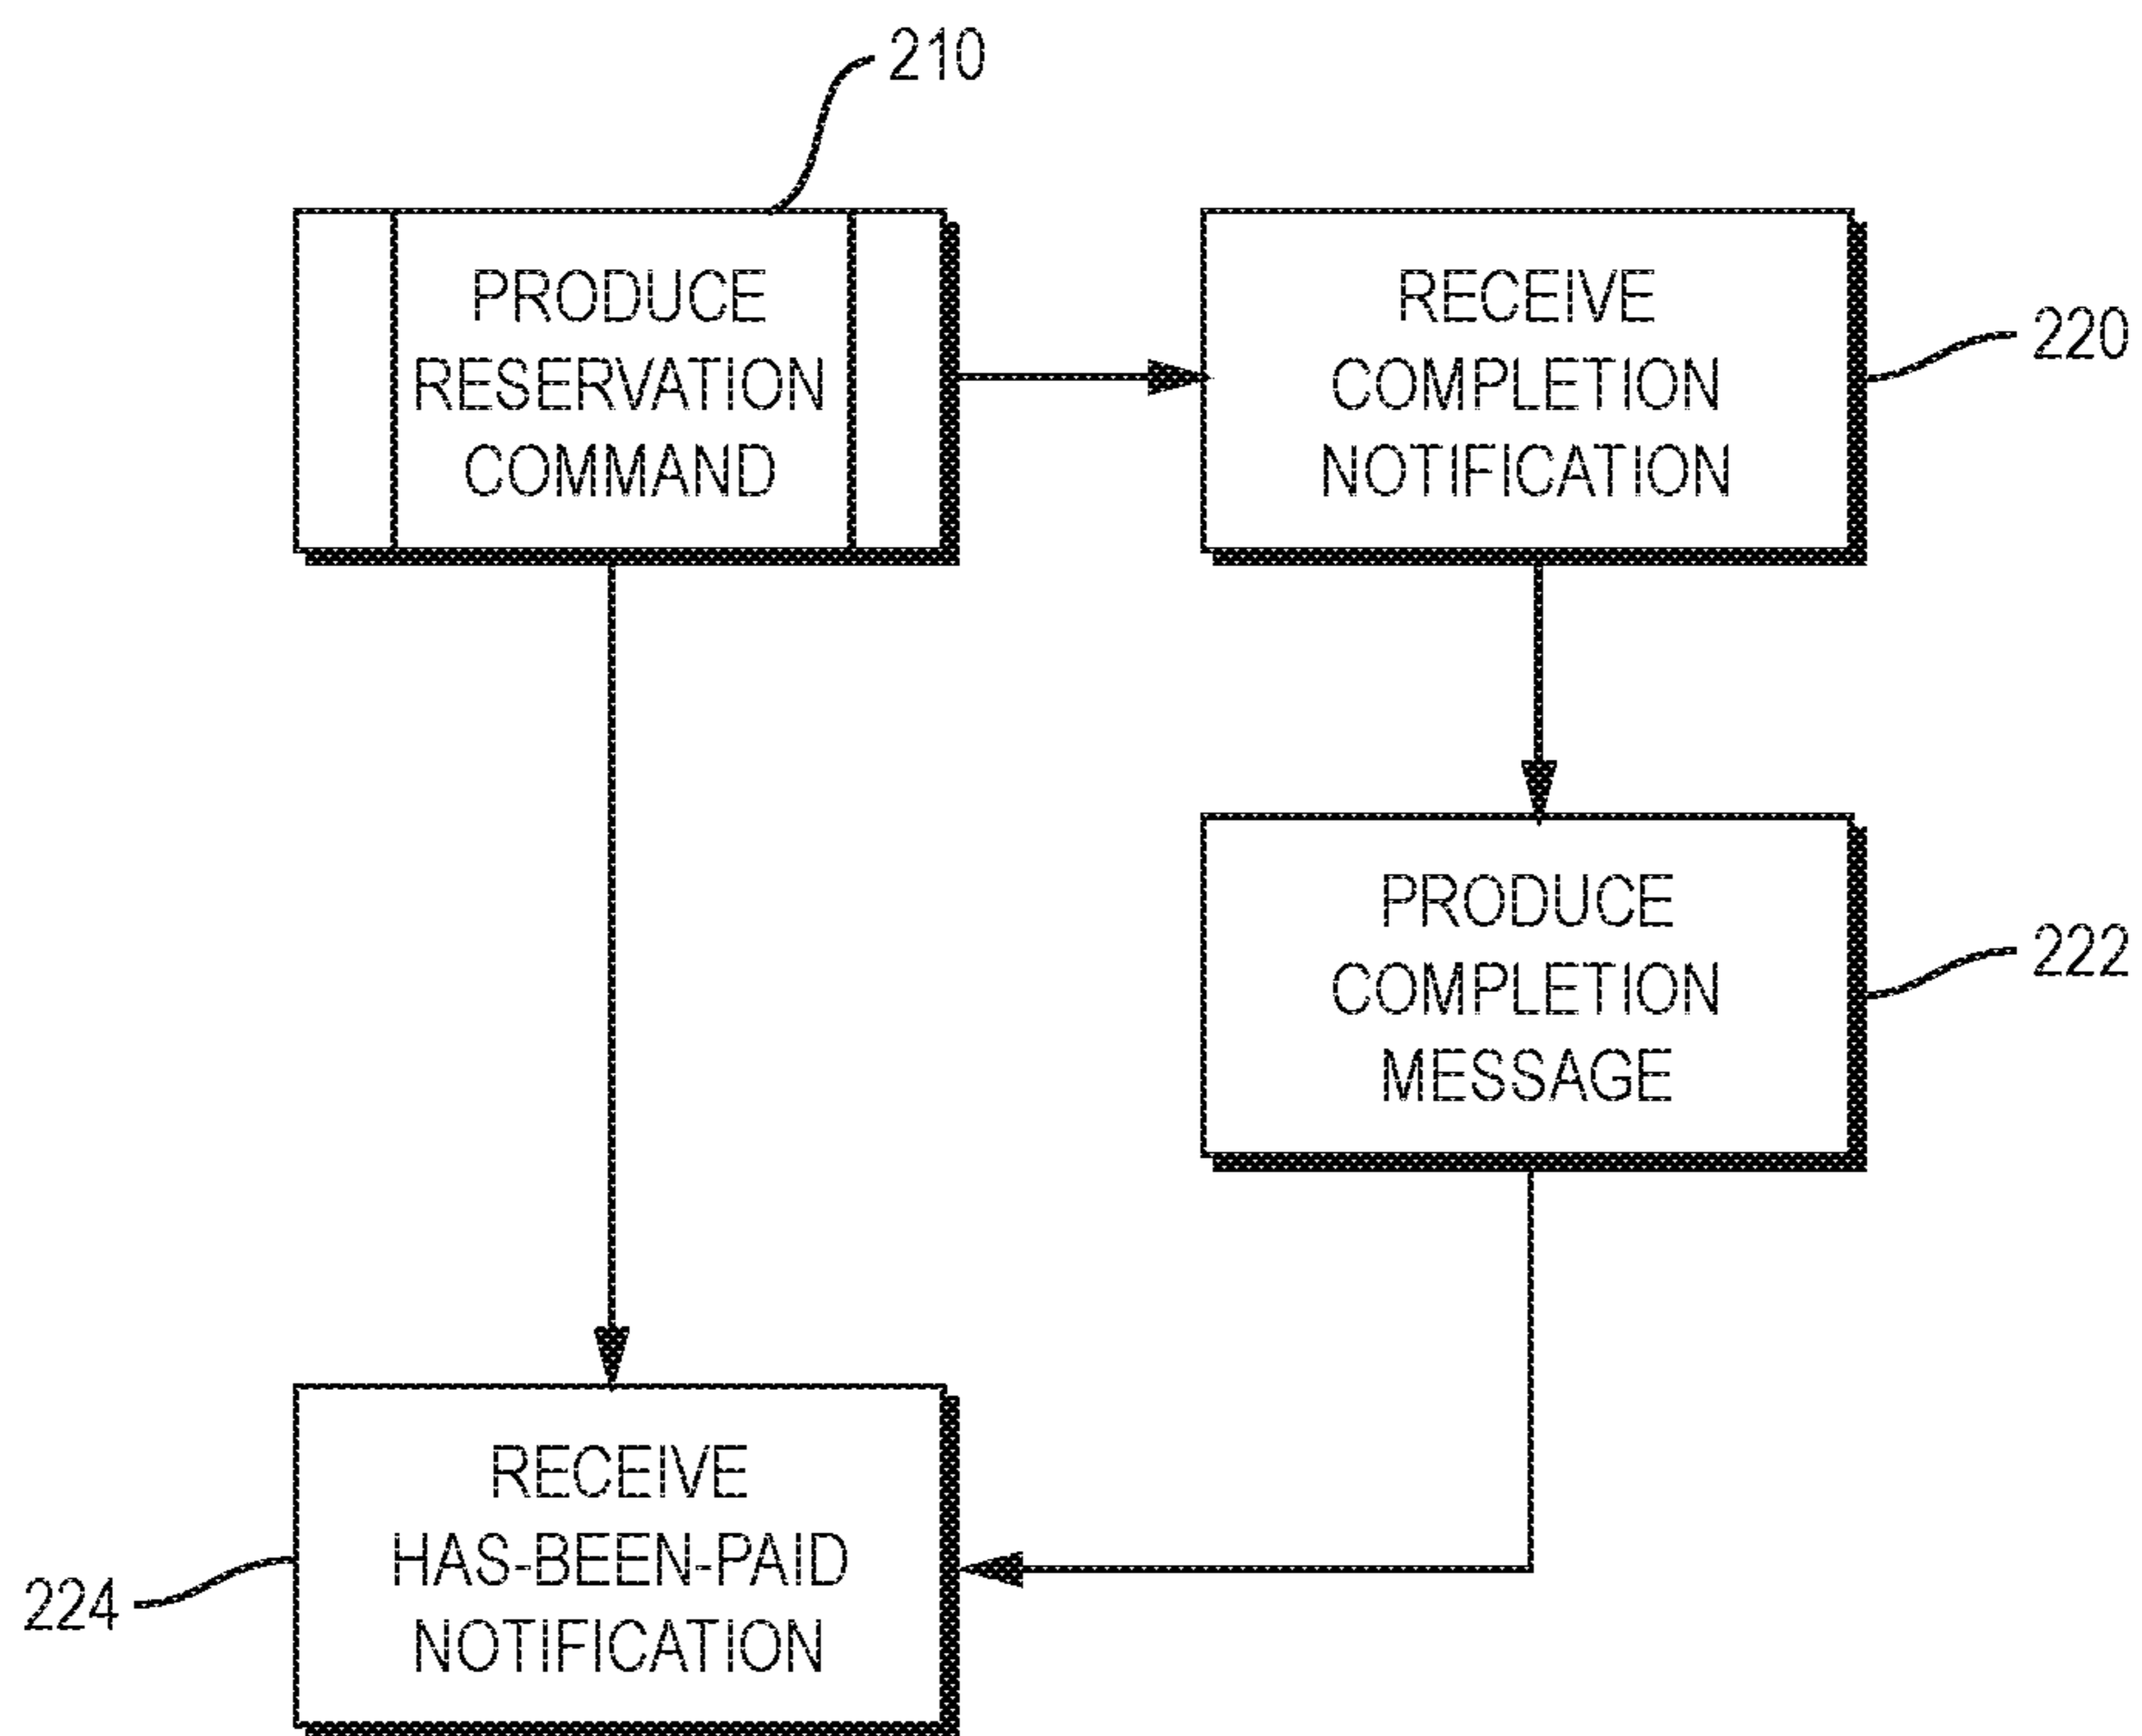 210
PRODUCE
RESERVATION
COMMAND
RECEIVE
COMPLETION
NOTIFICATION
220
PRODUCE
COMPLETION
MESSAGE
222
RECEIVE
HAS-BEEN-PAID
NOTIFICATION
224